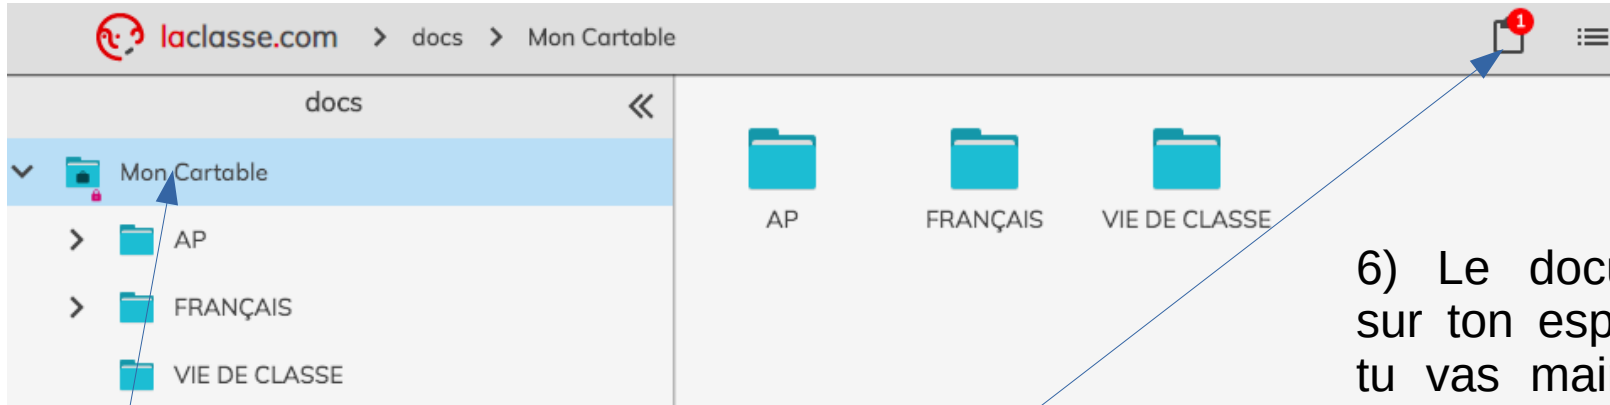 laclasse.com > docs > Mon Cartable
1
docs
Mon Cartable
AP
FRANÇAIS
VIE DE CLASSE
AP FRANÇAIS VIE DE CLASSE
6) Le
sur ton
tu vas